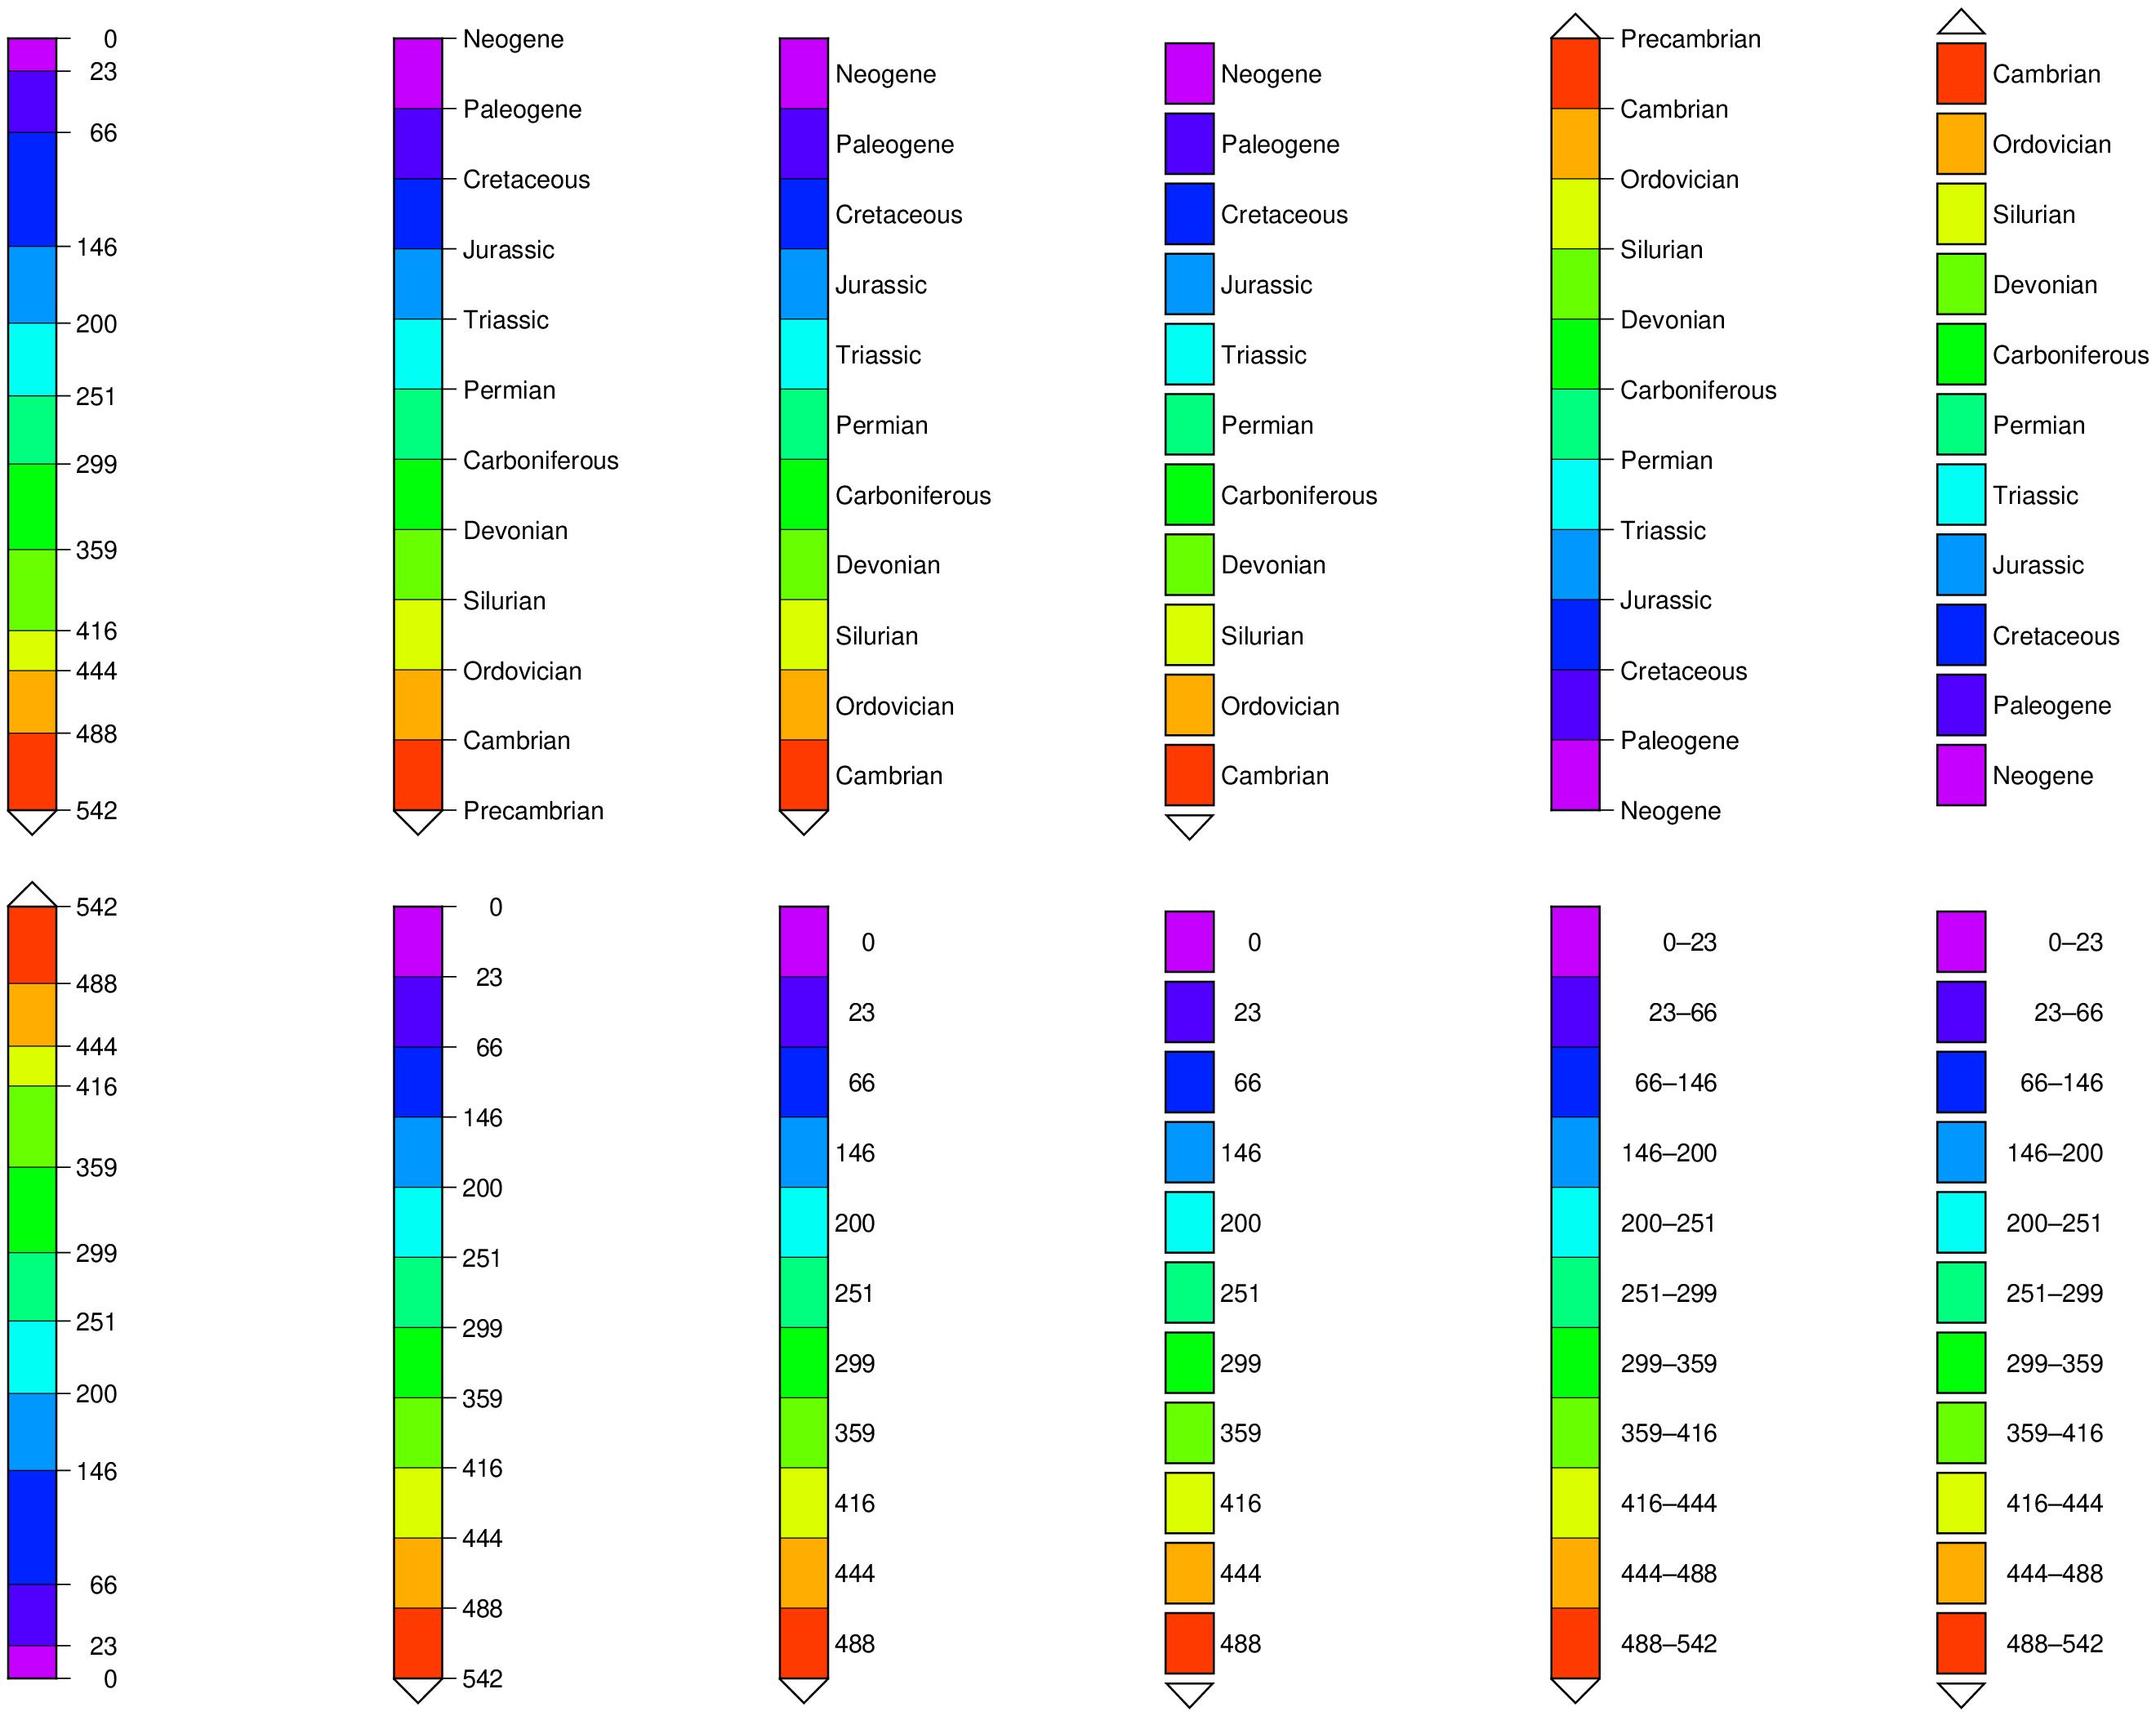 0
23
66
146
200
251
299
359
416
444
488
542
Neogene
Paleogene
Cretaceous
Jurassic
Triassic
Permian
Carboniferous
Devonian
Silurian
Ordovician
Cambrian
Precambrian
Neogene
Paleogene
Cretaceous
Jurassic
Triassic
Permian
Carboniferous
Devonian
Silurian
Ordovician
Cambrian
Neogene
Paleogene
Cretaceous
Jurassic
Triassic
Permian
Carboniferous
Devonian
Silurian
Ordovician
Cambrian
Precambrian
Cambrian
Ordovician
Silurian
Devonian
Carboniferous
Permian
Triassic
Jurassic
Cretaceous
Paleogene
Neogene
Cambrian
Ordovician
Silurian
Devonian
Carboniferous
Permian
Triassic
Jurassic
Cretaceous
Paleogene
Neogene
542
488
444
416
359
299
251
200
146
66
23
0
0
23
66
146
200
251
299
359
416
444
488
542
0
23
66
146
200
251
299
359
416
444
488
0
23
66
146
200
251
299
359
416
444
488
0–23
23–66
66–146
146–200
200–251
251–299
299–359
359–416
416–444
444–488
488–542
0–23
23–66
66–146
146–200
200–251
251–299
299–359
359–416
416–444
444–488
488–542